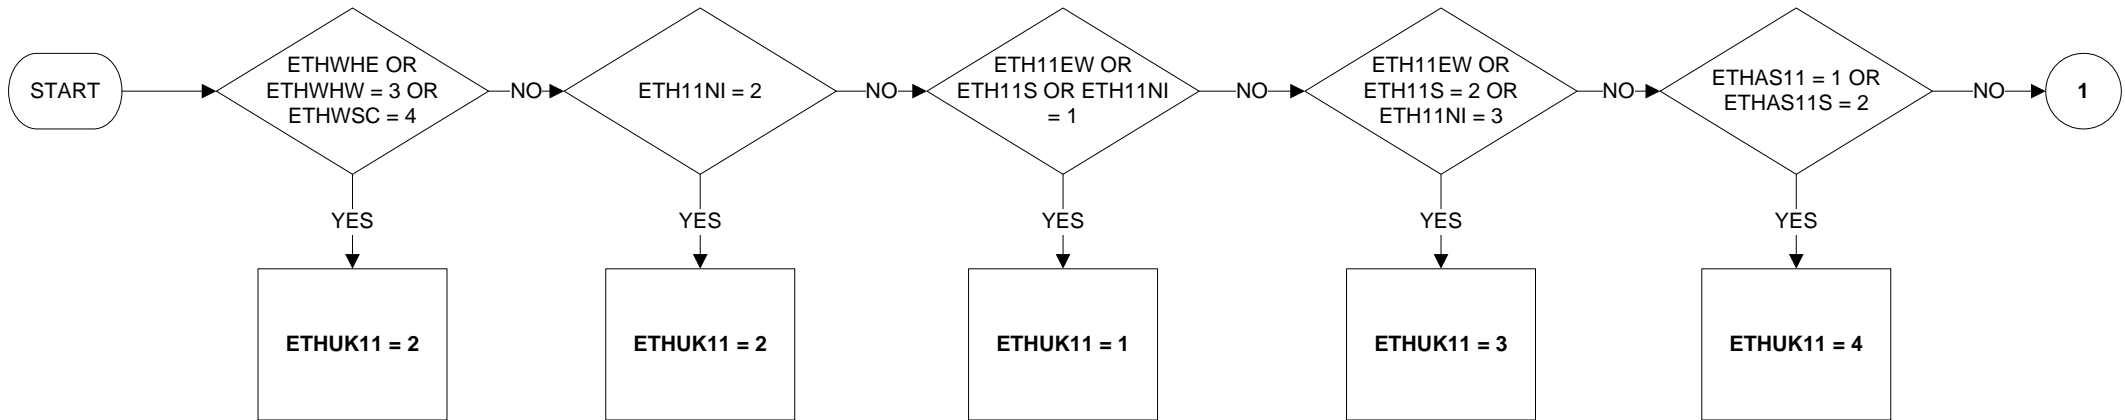 START
ETHWHE OR
ETHWHW = 3 OR
ETHWSC = 4
NO
ETH11NI = 2
NO
ETH11EW OR
ETH11S OR ETH11NI
= 1
NO
ETH11EW OR
ETH11S = 2 OR
ETH11NI = 3
NO
ETHAS11 = 1 OR
ETHAS11S = 2
NO
1
YES
YES
YES
YES
YES
ETHUK11 = 2
ETHUK11 = 2
ETHUK11 = 1
ETHUK11 = 3
ETHUK11 = 4